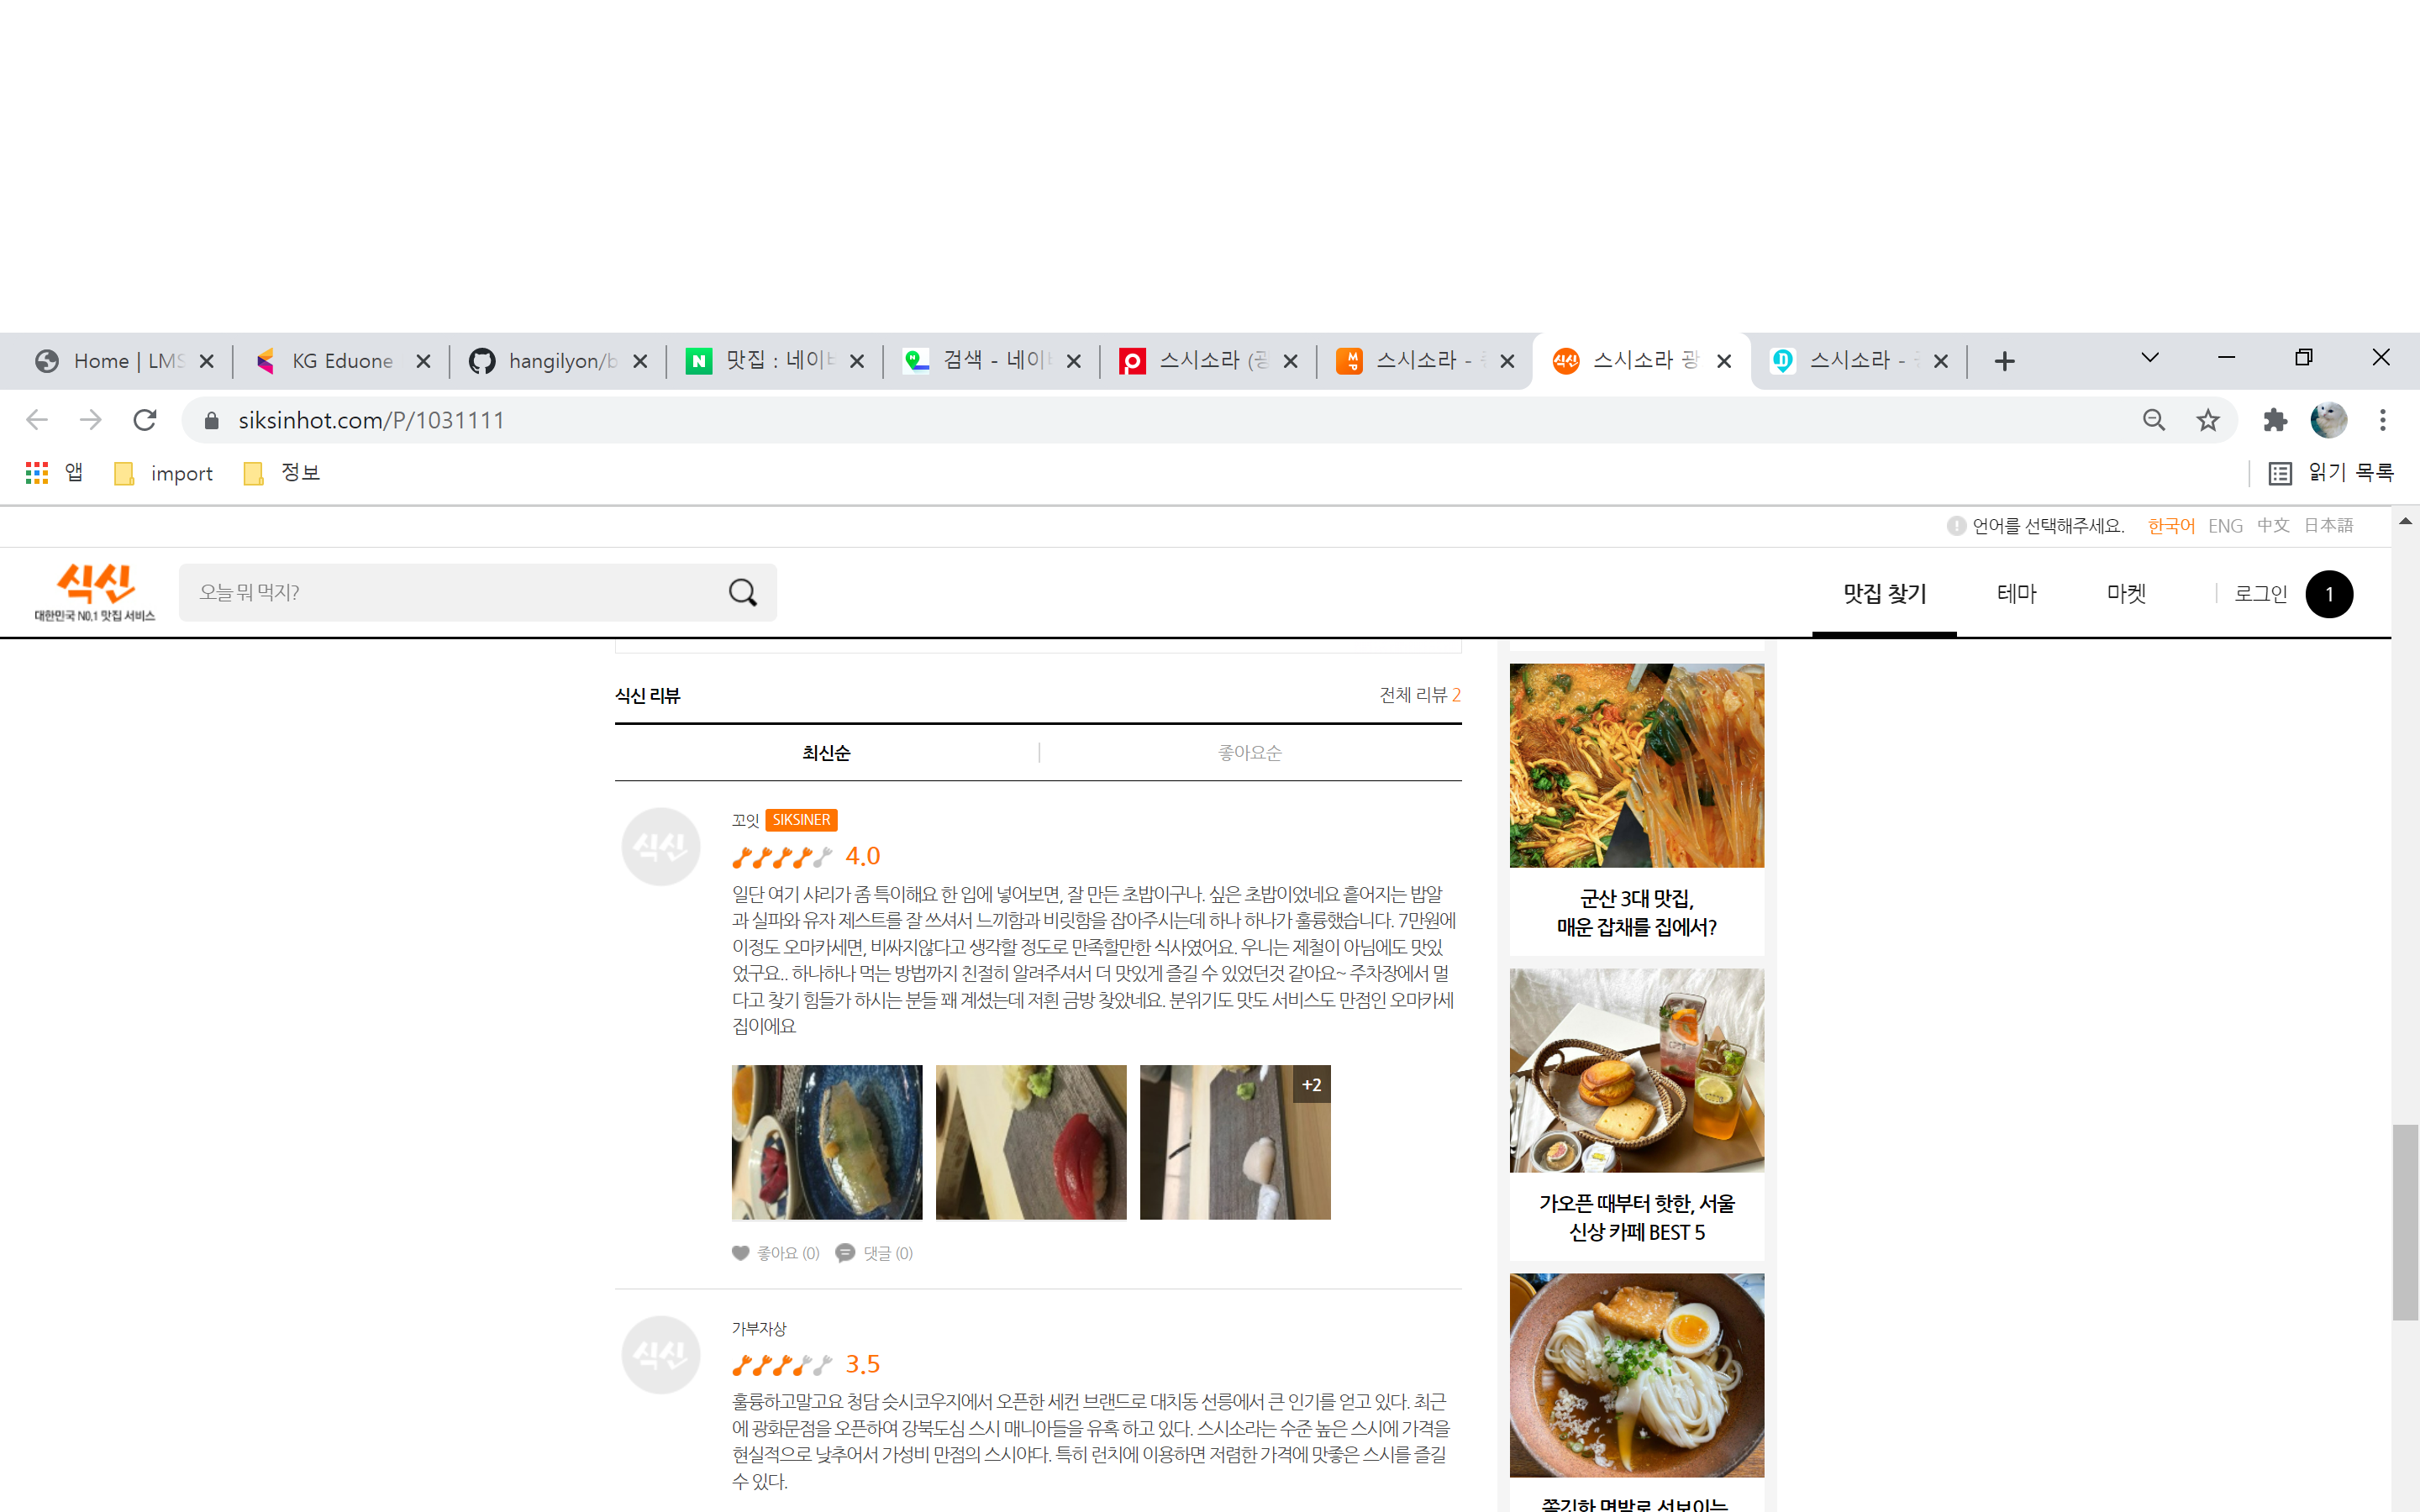 Home | LMS
KG Eduone
hangilyon/b
맛집 : 네이버
검색 - 네이버
스시소라 (광
스시소라 -
스시소라 광
스시소라 -
siksinhot.com/P/1031111
앱
import
정보
읽기 목록
언어를 선택해주세요. 한국어 ENG 中文 日本語
식신
대한민국 NO.1 맛집 서비스
오늘 뭐 먹지?
맛집 찾기
테마
마켓
로그인
1
식신 리뷰
전체 리뷰 2
최신순
좋아요순
식신
꼬잇 SIKSINER
4.0
일단 여기 샤리가 좀 특이해요 한 입에 넣어보면, 잘 만든 초밥이구나. 싶은 초밥이었네요 흩어지는 밥알
과 실파와 유자 제스트를 잘 쓰셔서 느끼함과 비릿함을 잡아주시는데 하나 하나가 훌륭했습니다. 7만원에
이정도 오마카세면, 비싸지않다고 생각할 정도로 만족할만한 식사였어요. 우니는 제철이 아님에도 맛있
었구요.. 하나하나 먹는 방법까지 친절히 알려주셔서 더 맛있게 즐길 수 있었던것 같아요~ 주차장에서 멀
다고 찾기 힘들가 하시는 분들 꽤 계셨는데 저흰 금방 찾았네요. 분위기도 맛도 서비스도 만점인 오마카세
집이에요
+2
좋아요 (0) 댓글 (0)
식신
가부자상
3.5
훌륭하고말고요 청담 슷시코우지에서 오픈한 세컨 브랜드로 대치동 선릉에서 큰 인기를 얻고 있다. 최근
에 광화문점을 오픈하여 강북도심 스시 매니아들을 유혹 하고 있다. 스시소라는 수준 높은 스시에 가격을
현실적으로 낮추어서 가성비 만점의 스시야다. 특히 런치에 이용하면 저렴한 가격에 맛좋은 스시를 즐길
수 있다.
군산 3대 맛집,
매운 잡채를 집에서?
가오픈 때부터 핫한, 서울
신상 카페 BEST 5
쫄깃한 면발로 선보이는